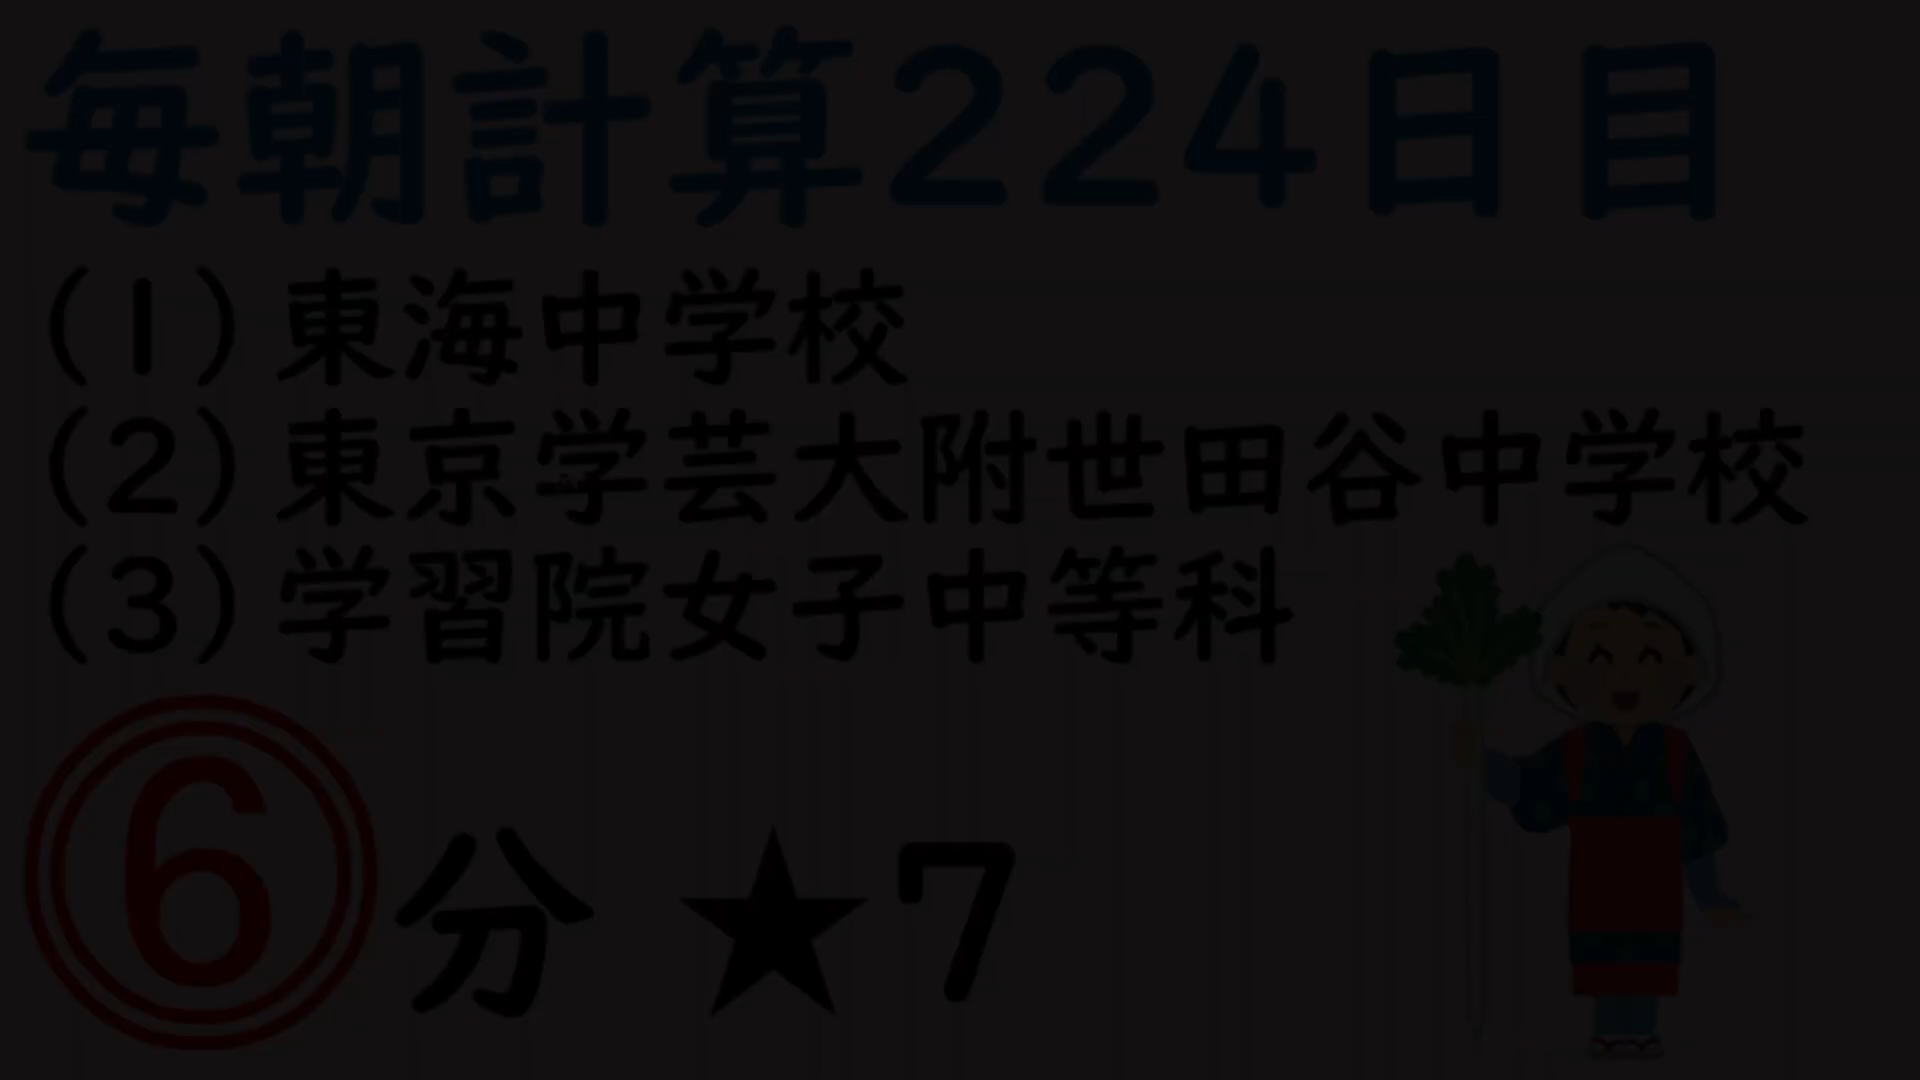 毎朝計算224日目
(1)東海中学校
(2)東京学芸大附世田谷中学校
(3)学習院女子中等科
⑥分 ★7